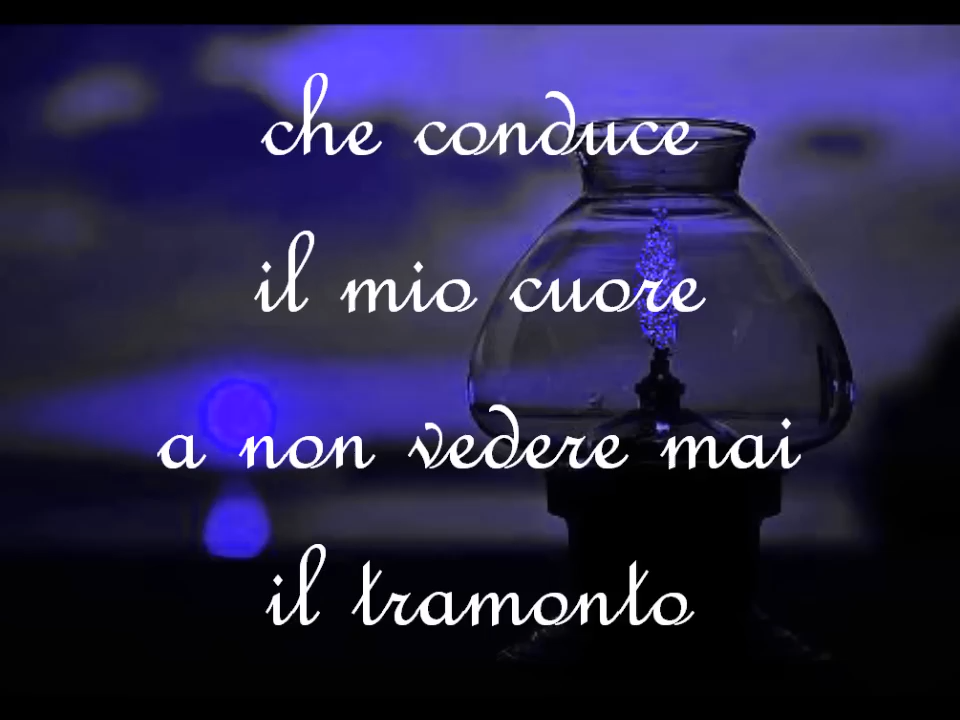 che conduce
il mio cuore
a non vedere mai
il tramonto